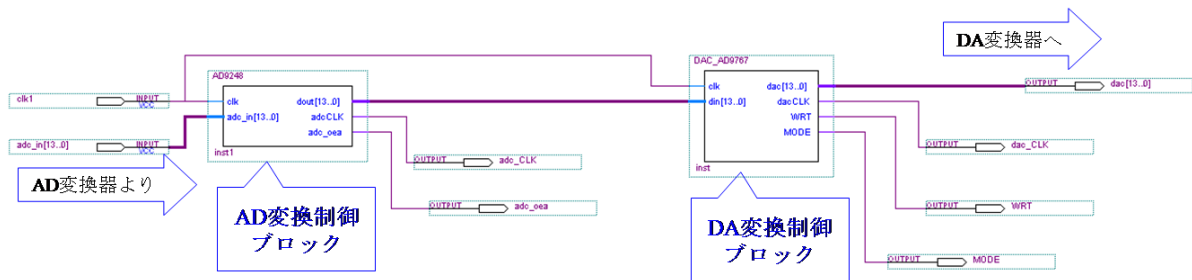 DA変換器へ
AD9248
DAC_AD9767
clk1
INPUT
VCC
clk
dout[13..0]
adc_in[13..0]
adcCLK
adc_oea
inst1
adc_in[13..0]
INPUT
VCC
clk
dac[13..0]
din[13..0]
dacCLK
WRT
MODE
inst
OUTPUT
dac[13..0]
OUTPUT
adc_CLK
OUTPUT
dac_CLK
OUTPUT
adc_oea
OUTPUT
WRT
OUTPUT
MODE
AD変換器より
AD変換制御
ブロック
DA変換制御
ブロック